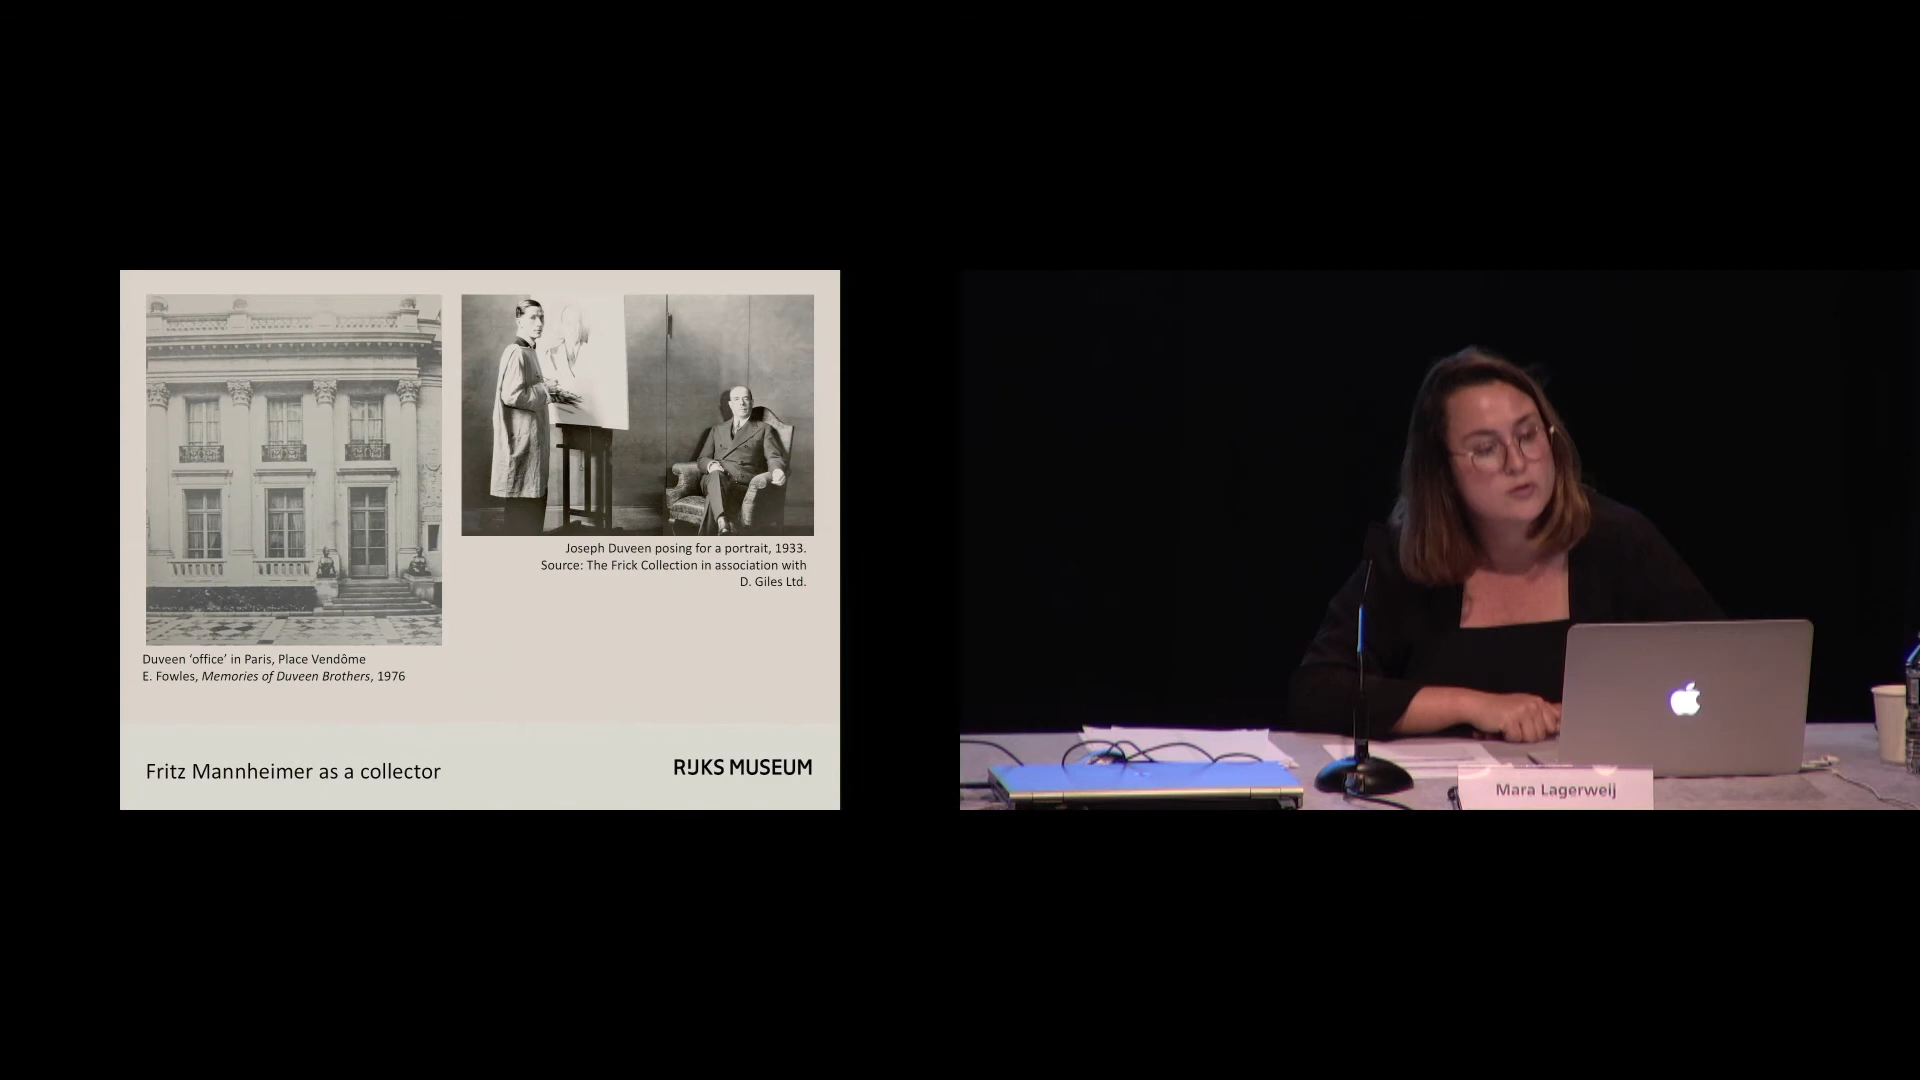 Joseph Duveen posing for a portrait, 1933.
Source: The Frick Collection in association with
D. Giles Ltd.
Duveen ‘office’ in Paris, Place Vendôme
E. Fowles, Memories of Duveen Brothers, 1976
Fritz Mannheimer as a collector
RIJKS MUSEUM
Mara Lagerweij